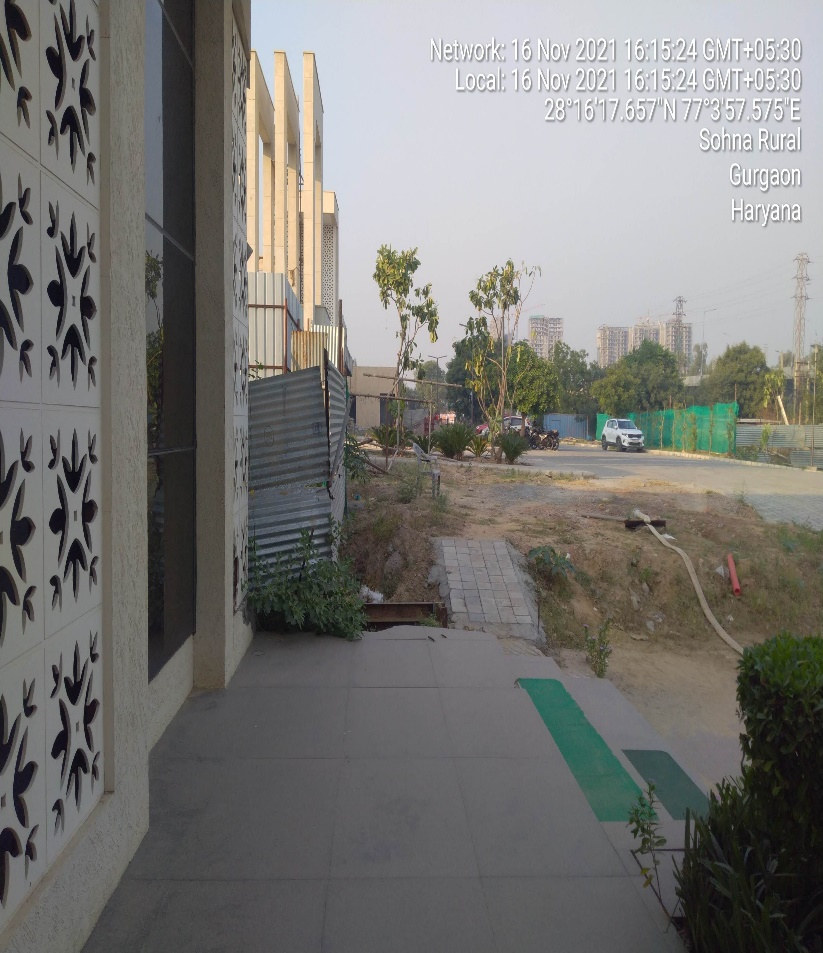 Network: 16 Nov 2021 16:15:24 GMT+05:30
Local: 16 Nov 2021 16:15:24 GMT+05:30
28°16'17.657"N 77°3'57.575"E
Sohna Rural
Gurgaon
Haryana